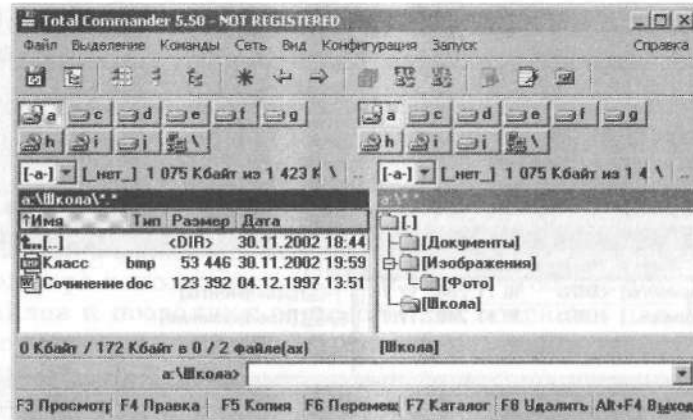 Total Commander 5.50 - NOT REGISTERED
Файл Выделение Команды Сеть Вид Конфигурация Запуск Справка
a c d e f g
h i j \
a c d e f g
h i j \
[-a-] [_нет_] 1 075 Кбайт из 1 423 К \ ..
[-a-] [_нет_] 1 075 Кбайт из 1 4 \ ..
a:\Школа\*.*
↑Имя Тип Размер Дата
[..] <DIR> 30.11.2002 18:44
Класс bmp 53 446 30.11.2002 19:59
Сочинение doc 123 392 04.12.1997 13:51
0 Кбайт / 172 Кбайт в 0 / 2 файле(ах)
a:\*.*
[.]
[Документы]
[Изображения]
[Фото]
[Школа]
[Школа]
a:\Школа>
F3 Просмотр F4 Правка F5 Копия F6 Перемещ F7 Каталог F8 Удалить Alt+F4 Выход